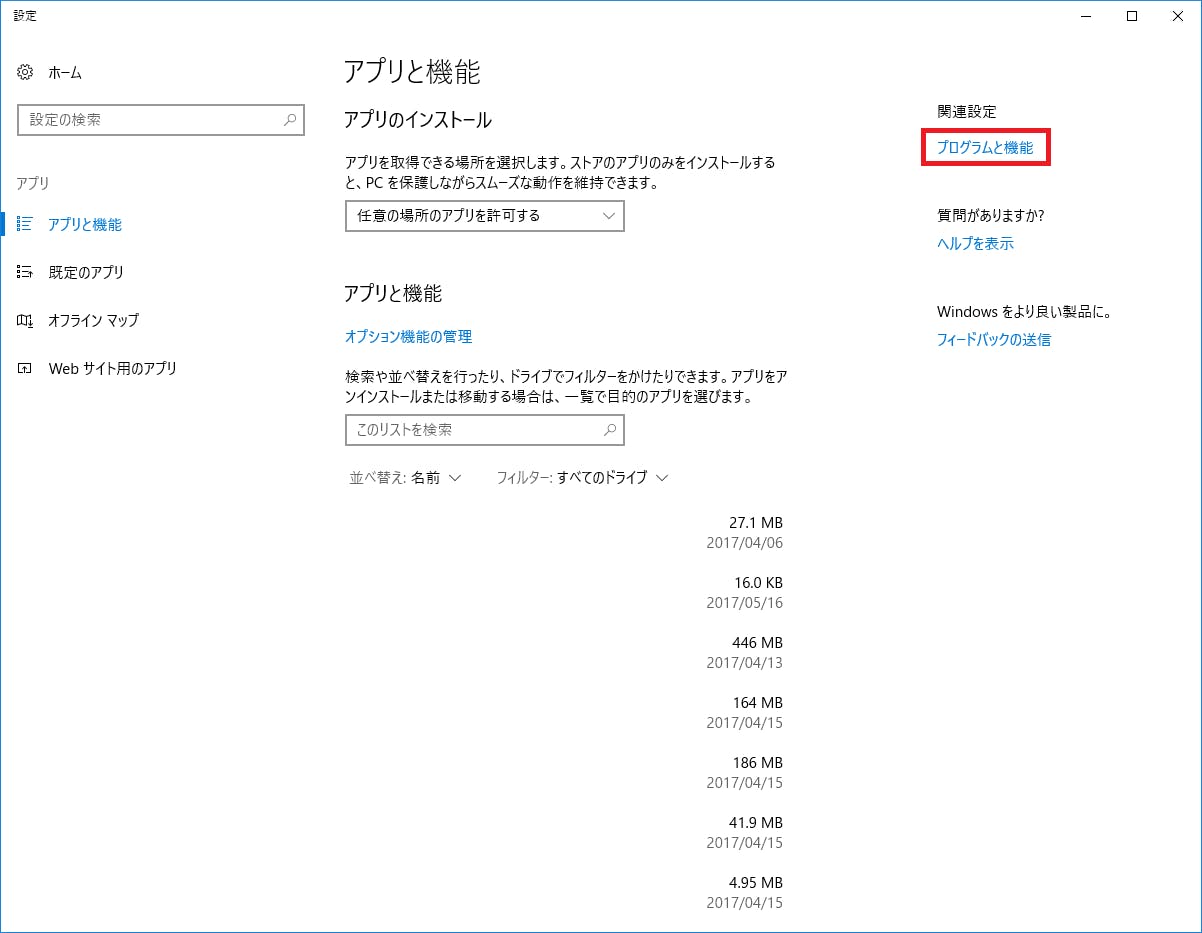 設定
ホーム
設定の検索
アプリ
アプリと機能
既定のアプリ
オフライン マップ
Web サイト用のアプリ
アプリと機能
アプリのインストール
アプリを取得できる場所を選択します。ストアのアプリのみをインストールする
と、PC を保護しながらスムーズな動作を維持できます。
任意の場所のアプリを許可する
アプリと機能
オプション機能の管理
検索や並べ替えを行ったり、ドライブでフィルターをかけたりできます。アプリをア
ンインストールまたは移動する場合は、一覧で目的のアプリを選びます。
このリストを検索
並べ替え: 名前 フィルター: すべてのドライブ
27.1 MB
2017/04/06
16.0 KB
2017/05/16
446 MB
2017/04/13
164 MB
2017/04/15
186 MB
2017/04/15
41.9 MB
2017/04/15
4.95 MB
2017/04/15
関連設定
プログラムと機能
質問がありますか?
ヘルプを表示
Windows をより良い製品に。
フィードバックの送信